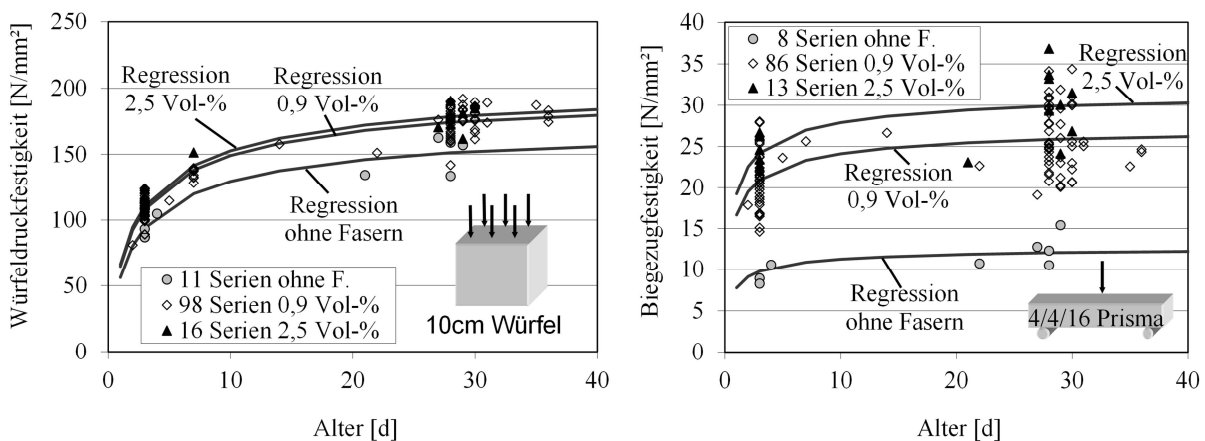 Würfeldruckfestigkeit [N/mm²]
250
200
150
100
50
0
Regression
2,5 Vol-%
Regression
0,9 Vol-%
Regression
ohne Fasern
11 Serien ohne F.
98 Serien 0,9 Vol-%
16 Serien 2,5 Vol-%
10cm Würfel
0
10
20
30
40
Alter [d]
Biegezugfestigkeit [N/mm²]
40
35
30
25
20
15
10
5
0
8 Serien ohne F.
86 Serien 0,9 Vol-%
13 Serien 2,5 Vol-%
Regression
2,5 Vol-%
Regression
0,9 Vol-%
Regression
ohne Fasern
4/4/16 Prisma
0
10
20
30
40
Alter [d]